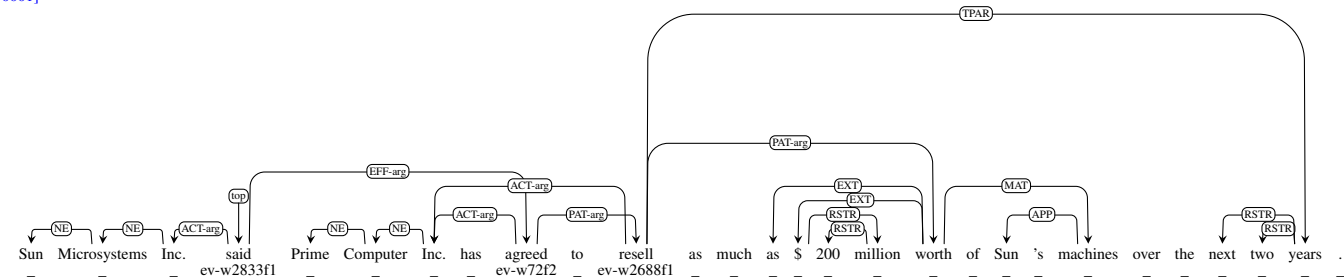 TPAR
PAT-arg
EFF-arg
top
ACT-arg
EXT
MAT
EXT
NE NE ACT-arg NE NE ACT-arg PAT-arg RSTR APP RSTR
RSTR RSTR
Sun Microsystems Inc. said Prime Computer Inc. has agreed to resell as much as $ 200 million worth of Sun 's machines over the next two years .
ev-w2833f1 ev-w72f2 ev-w2688f1
_ _ _ _ _ _ _ _ _ _ _ _ _ _ _ _ _ _ _ _ _ _ _ _ _ _ _ _